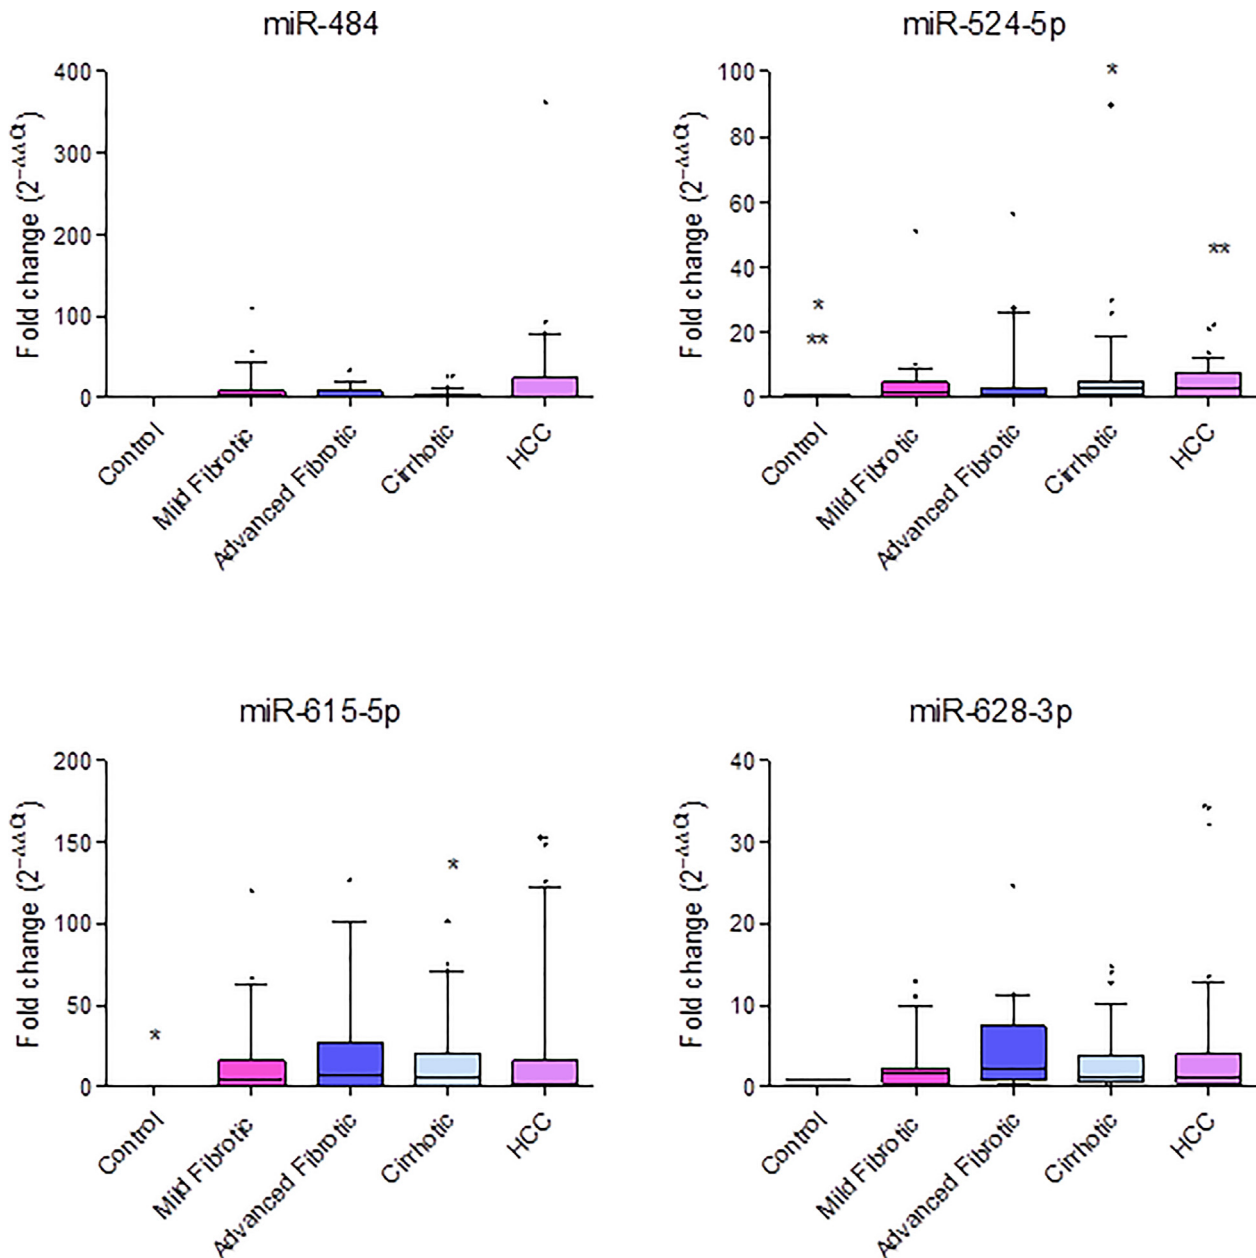 miR-484
Fold change (2^-ΔΔCt)
400
300
200
100
0
Control
Mild Fibrotic
Advanced Fibrotic
Cirrhotic
HCC
miR-524-5p
Fold change (2^-ΔΔCt)
100
80
60
40
20
0
*
**
*
**
Control
Mild Fibrotic
Advanced Fibrotic
Cirrhotic
HCC
miR-615-5p
Fold change (2^-ΔΔCt)
200
150
100
50
0
*
*
Control
Mild Fibrotic
Advanced Fibrotic
Cirrhotic
HCC
miR-628-3p
Fold change (2^-ΔΔCt)
40
30
20
10
0
Control
Mild Fibrotic
Advanced Fibrotic
Cirrhotic
HCC